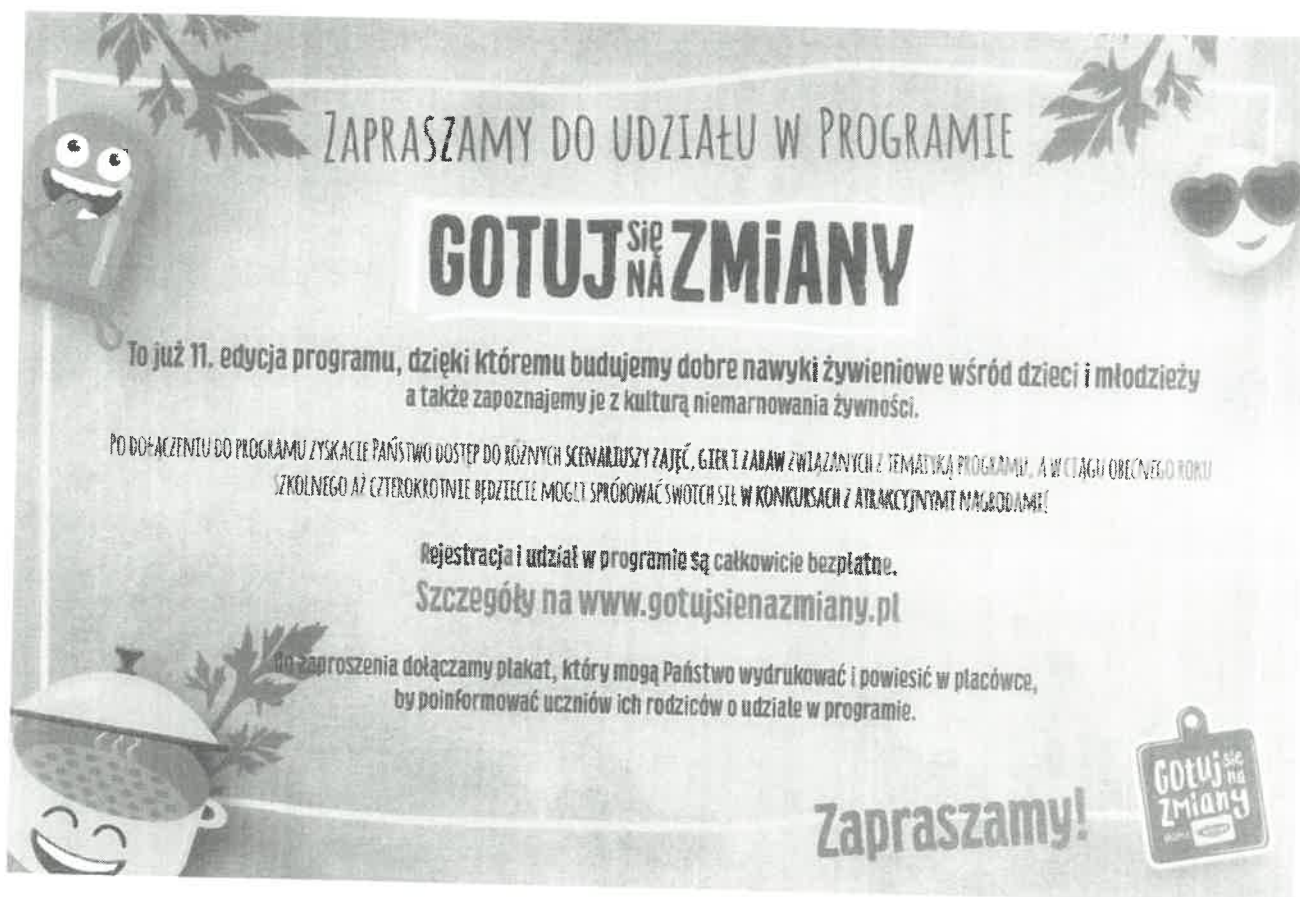 ZAPRASZAMY DO UDZIAŁU W PROGRAMIE
GOTUJ się NA ZMiANY
To już 11. edycja programu, dzięki któremu budujemy dobre nawyki żywieniowe wśród dzieci i młodzieży
a także zapoznajemy je z kulturą niemarnowania żywności.
PO DOŁĄCZENIU DO PROGRAMU ZYSKACIE PAŃSTWO DOSTĘP DO RÓŻNYCH SCENARIUSZY ZAJĘĆ, GIER I ZABAW ZWIĄZANYCH Z TEMATYKĄ PROGRAMU, A W CIĄGU OBECNEGO ROKU
SZKOLNEGO AŻ CZTEROKROTNIE BĘDZIECIE MOGLI SPRÓBOWAĆ SWOICH SIŁ W KONKURSACH Z ATRAKCYJNYMI NAGRODAMI!
Rejestracja i udział w programie są całkowicie bezpłatne.
Szczegóły na www.gotujsienazmiany.pl
Do zaproszenia dołączamy plakat, który mogą Państwo wydrukować i powiesić w placówce,
by poinformować uczniów ich rodziców o udziale w programie.
Zapraszamy!
GOtuj się na
ZMiany